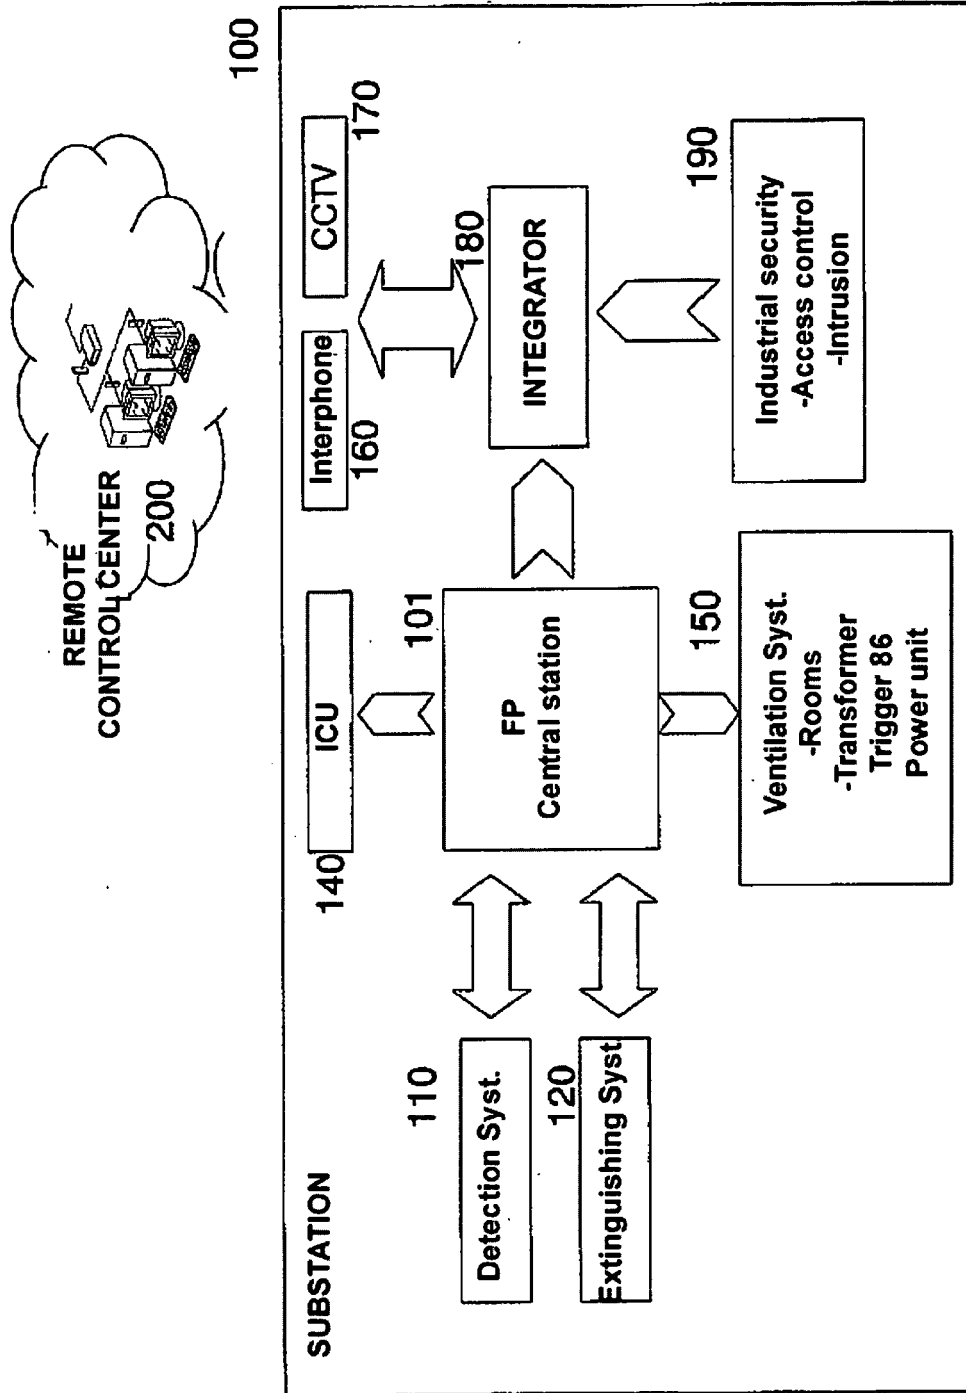 REMOTE
CONTROL CENTER
200
100
SUBSTATION
140
ICU
Interphone
160
CCTV
170
110
Detection Syst.
120
Extinguishing Syst.
101
FP
Central station
180
INTEGRATOR
150
Ventilation Syst.
-Rooms
-Transformer
Trigger 86
Power unit
190
Industrial security
-Access control
-Intrusion